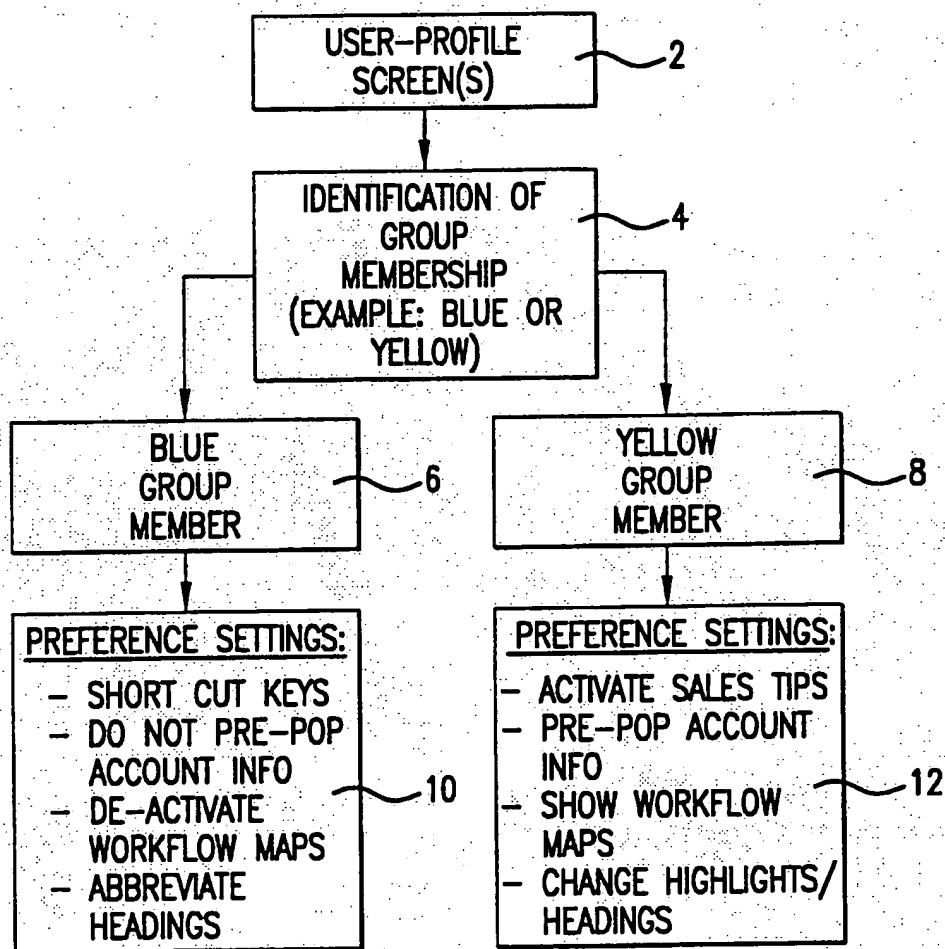 USER-PROFILE
SCREEN(S)
2
IDENTIFICATION OF
GROUP
MEMBERSHIP
(EXAMPLE: BLUE OR
YELLOW)
4
BLUE
GROUP
MEMBER
6
YELLOW
GROUP
MEMBER
8
PREFERENCE SETTINGS:
- SHORT CUT KEYS
- DO NOT PRE-POP
ACCOUNT INFO
- DE-ACTIVATE
WORKFLOW MAPS
- ABBREVIATE
HEADINGS
10
PREFERENCE SETTINGS:
- ACTIVATE SALES TIPS
- PRE-POP ACCOUNT
INFO
- SHOW WORKFLOW
MAPS
- CHANGE HIGHLIGHTS/
HEADINGS
12